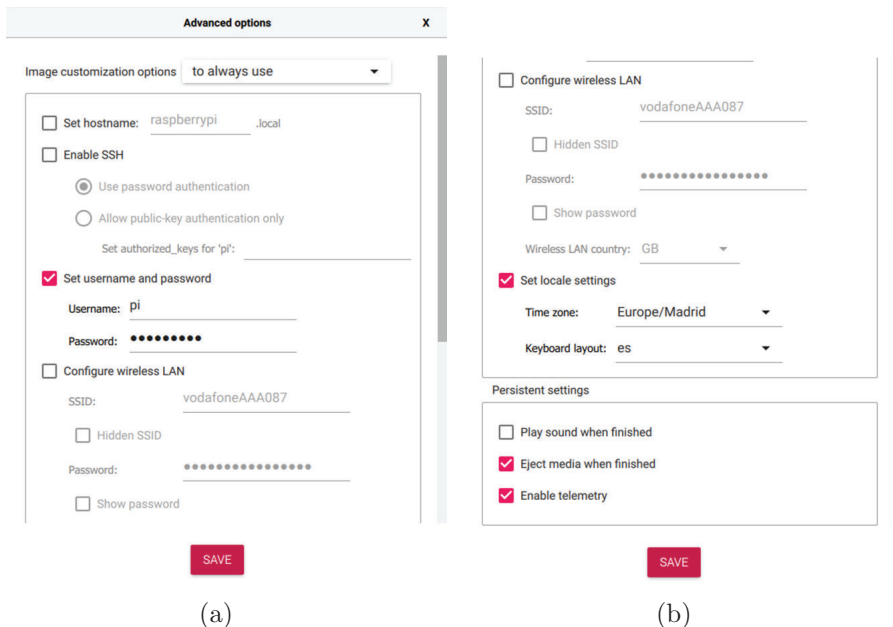 Advanced options X
Image customization options to always use
Set hostname: raspberrypi .local
Enable SSH
Use password authentication
Allow public-key authentication only
Set authorized_keys for 'pi':
Set username and password
Username: pi
Password: •••••••••
Configure wireless LAN
SSID: vodafoneAAA087
Hidden SSID
Password: ••••••••••••••••
Show password
SAVE
(a)
Configure wireless LAN
SSID: vodafoneAAA087
Hidden SSID
Password: ••••••••••••••••
Show password
Wireless LAN country: GB
Set locale settings
Time zone: Europe/Madrid
Keyboard layout: es
Persistent settings
Play sound when finished
Eject media when finished
Enable telemetry
SAVE
(b)